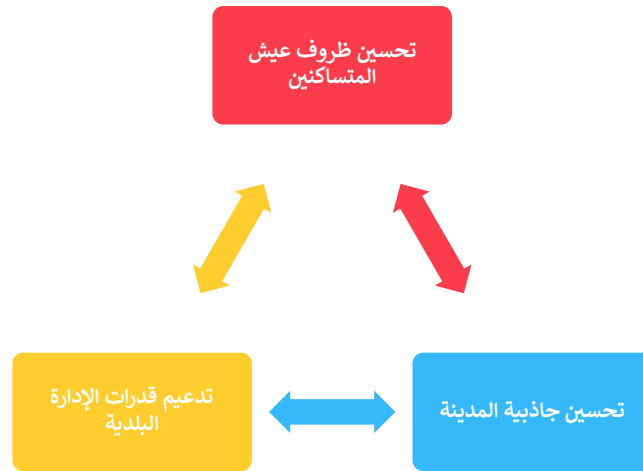 تحسين ظروف عيش
المتساكنين
تحسين جاذبية المدينة
تدعيم قدرات الإدارة
البلدية